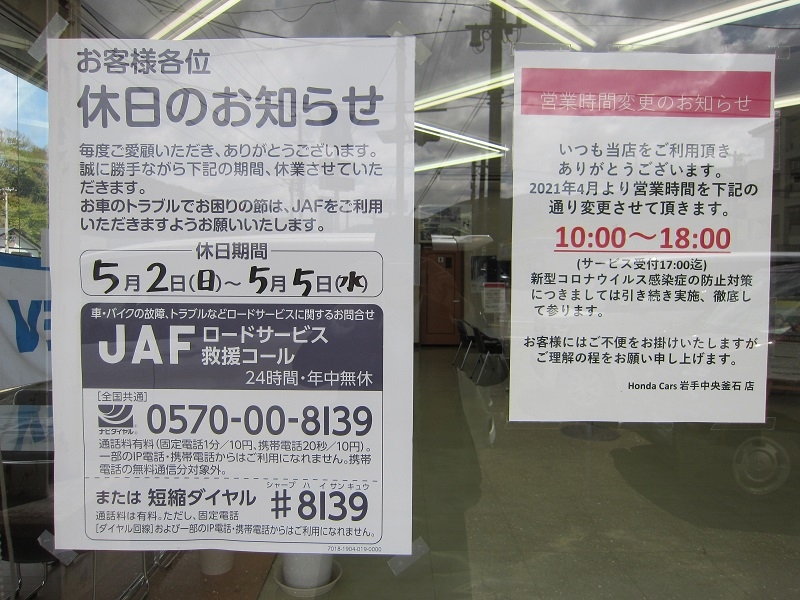 お客様各位
休日のお知らせ
毎度ご愛顧いただき、ありがとうございます。
誠に勝手ながら下記の期間、休業させていた
だきます。
お車のトラブルでお困りの節は、JAFをご利用
いただきますようお願いいたします。
休日期間
5月2日(日)～5月5日(水)
車・バイクの故障、トラブルなどロードサービスに関するお問合せ
JAF ロードサービス
救援コール
24時間・年中無休
[全国共通]
ナビダイヤル 0570-00-8139
通話料有料(固定電話1分/10円、携帯電話20秒/10円)。
一部のIP電話・携帯電話からはご利用になれません。携帯
電話の無料通信分対象外。
シャープ ハ イ サン キュウ
または 短縮ダイヤル #8139
通話料は有料。ただし、固定電話
[ダイヤル回線]および一部のIP電話・携帯電話からはご利用になれません。
7018-1904-019-0000
営業時間変更のお知らせ
いつも当店をご利用頂き
ありがとうございます。
2021年4月より営業時間を下記の
通り変更させて頂きます。
10:00～18:00
(サービス受付17:00迄)
新型コロナウイルス感染症の防止対策
につきましては引き続き実施、徹底し
て参ります。
お客様にはご不便をお掛けいたしますが
ご理解の程をお願い申し上げます。
Honda Cars 岩手中央釜石 店